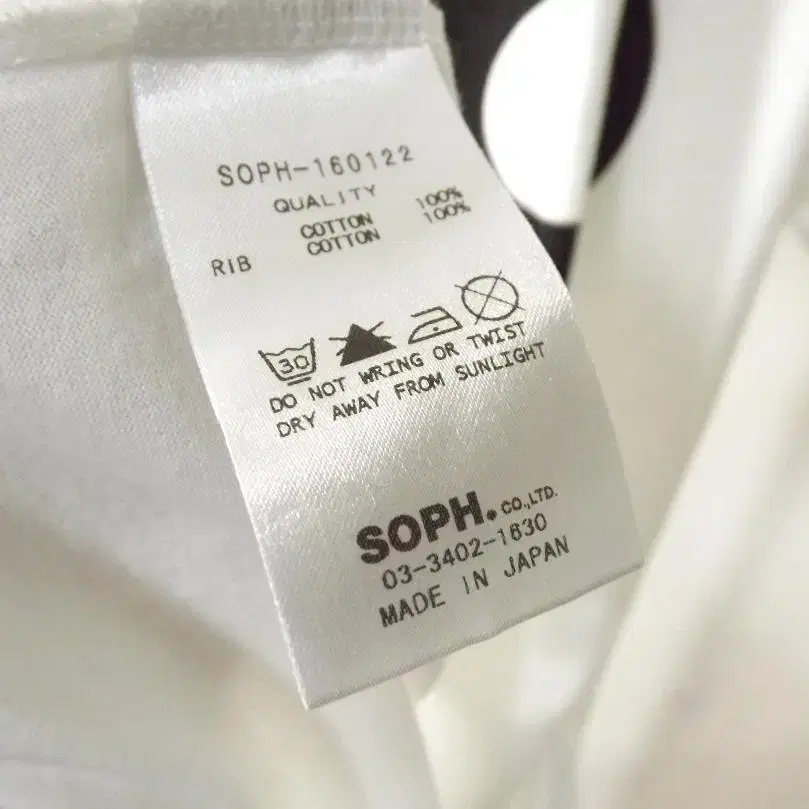 SOPH-160122
QUALITY
COTTON 100%
RIB COTTON 100%
30
DO NOT WRING OR TWIST
DRY AWAY FROM SUNLIGHT
SOPH. CO.,LTD.
03-3402-1630
MADE IN JAPAN